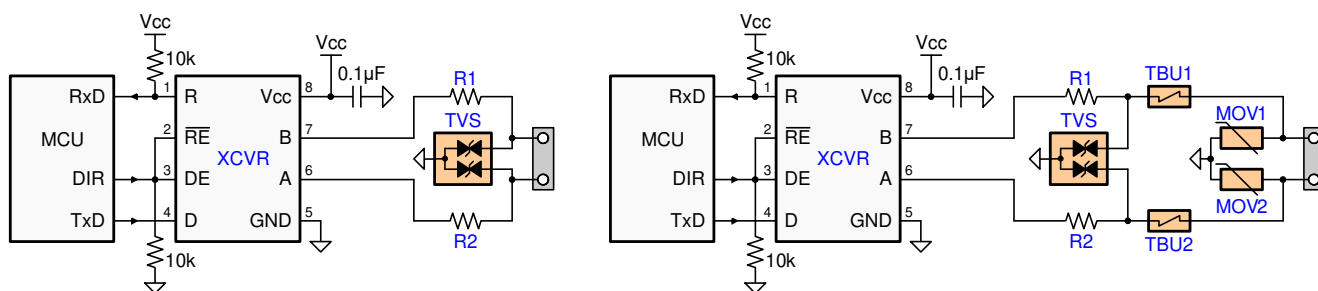 Vcc
10k
Vcc
0.1µF
R1
MCU
RxD
1
R
Vcc
8
TVS
2
RE
B
7
XCVR
DIR
3
DE
A
6
TxD
4
D
GND
5
R2
10k
Vcc
10k
Vcc
0.1µF
R1
TBU1
MCU
RxD
1
R
Vcc
8
TVS
MOV1
2
RE
B
7
XCVR
DIR
3
DE
A
6
MOV2
TxD
4
D
GND
5
R2
TBU2
10k